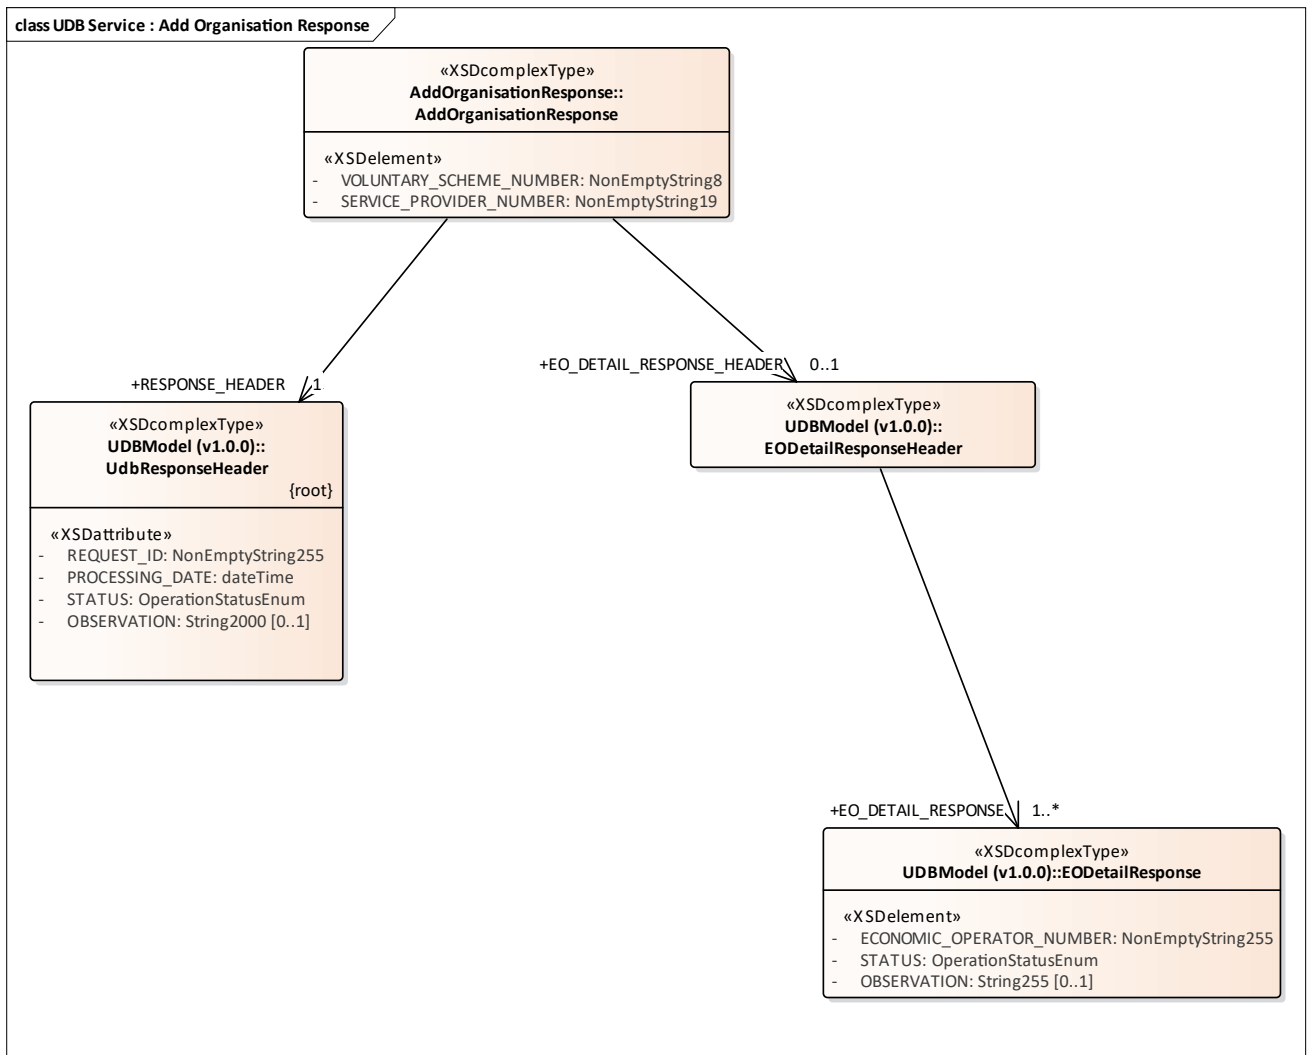 class UDB Service : Add Organisation Response
«XSDcomplexType»
AddOrganisationResponse::
AddOrganisationResponse
«XSDelement»
- VOLUNTARY_SCHEME_NUMBER: NonEmptyString8
- SERVICE_PROVIDER_NUMBER: NonEmptyString19
+EO_DETAIL_RESPONSE_HEADER 0..1
+RESPONSE_HEADER 1
«XSDcomplexType»
UDBModel (v1.0.0)::
EODetailResponseHeader
«XSDcomplexType»
UDBModel (v1.0.0)::
UdbResponseHeader
{root}
«XSDattribute»
- REQUEST_ID: NonEmptyString255
- PROCESSING_DATE: dateTime
- STATUS: OperationStatusEnum
- OBSERVATION: String2000 [0..1]
+EO_DETAIL_RESPONSE 1..*
«XSDcomplexType»
UDBModel (v1.0.0)::EODetailResponse
«XSDelement»
- ECONOMIC_OPERATOR_NUMBER: NonEmptyString255
- STATUS: OperationStatusEnum
- OBSERVATION: String255 [0..1]